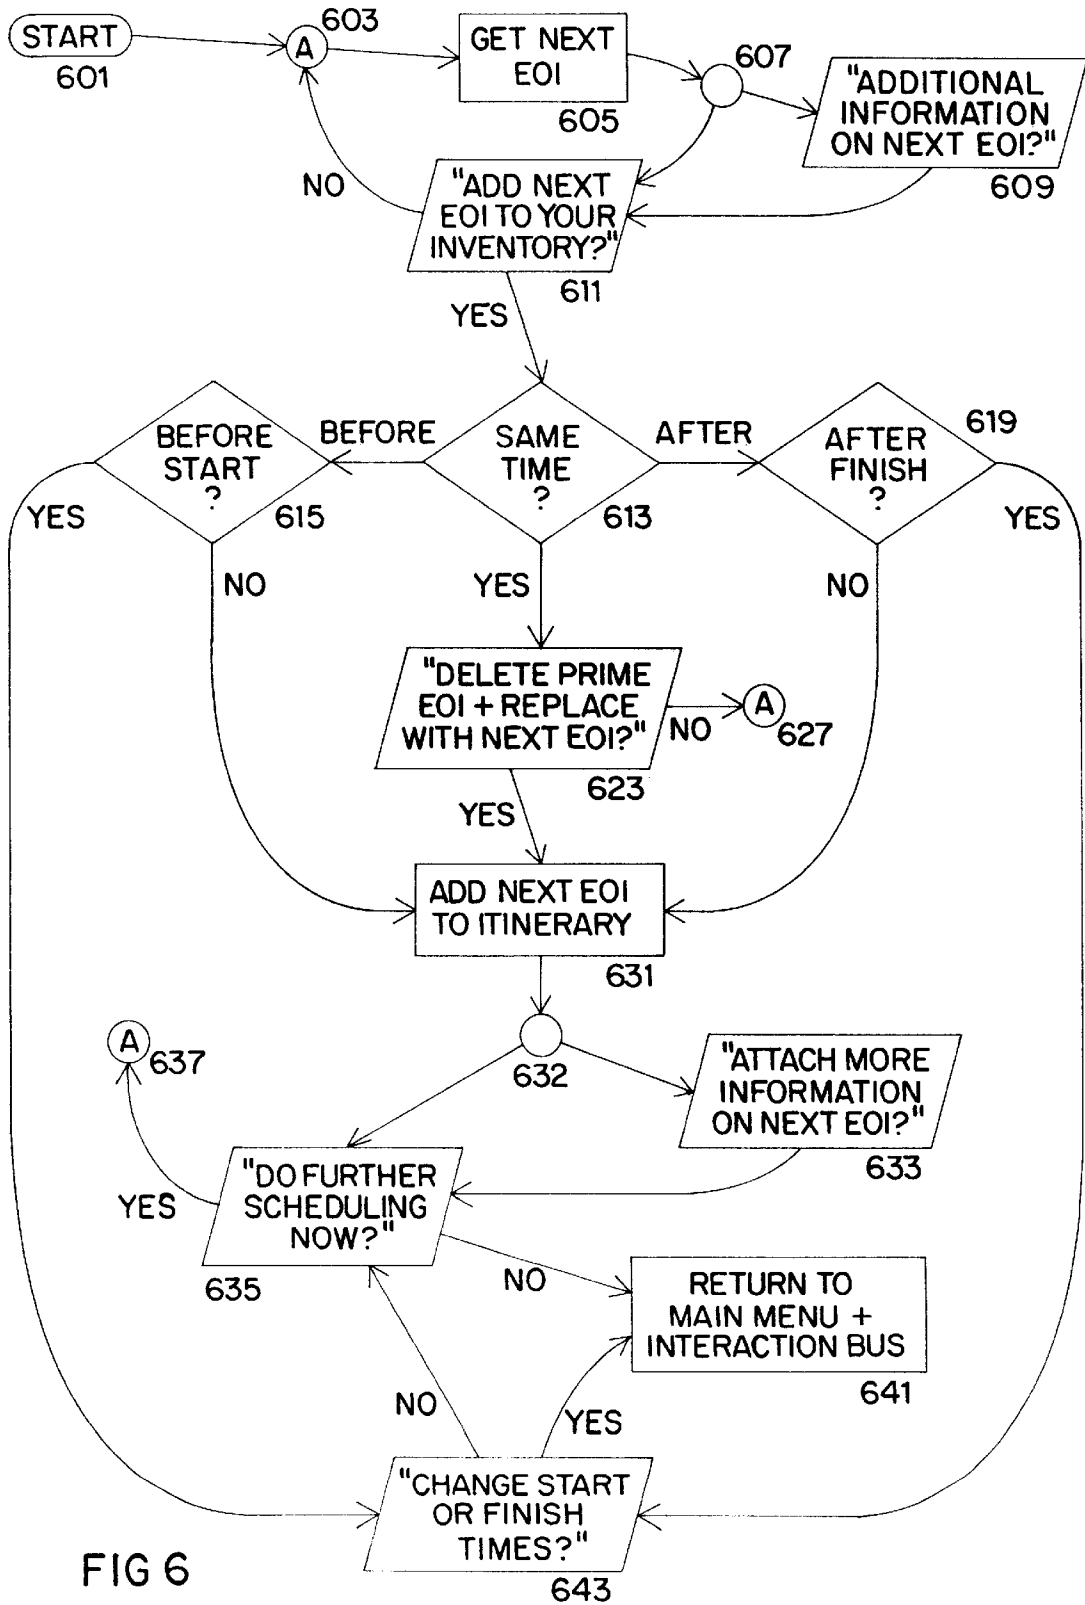 START
601
A
603
GET NEXT
EOI
605
607
"ADDITIONAL
INFORMATION
ON NEXT EOI?"
609
NO
"ADD NEXT
EOI TO YOUR
INVENTORY?"
611
YES
BEFORE
START
?
615
BEFORE
SAME
TIME
?
613
AFTER
AFTER
FINISH
?
619
YES
YES
NO
YES
NO
"DELETE PRIME
EOI + REPLACE
WITH NEXT EOI?"
623
NO
A
627
YES
ADD NEXT EOI
TO ITINERARY
631
632
A
637
"ATTACH MORE
INFORMATION
ON NEXT EOI?"
633
YES
"DO FURTHER
SCHEDULING
NOW?"
635
NO
RETURN TO
MAIN MENU +
INTERACTION BUS
641
NO
YES
"CHANGE START
OR FINISH
TIMES?"
643
FIG 6